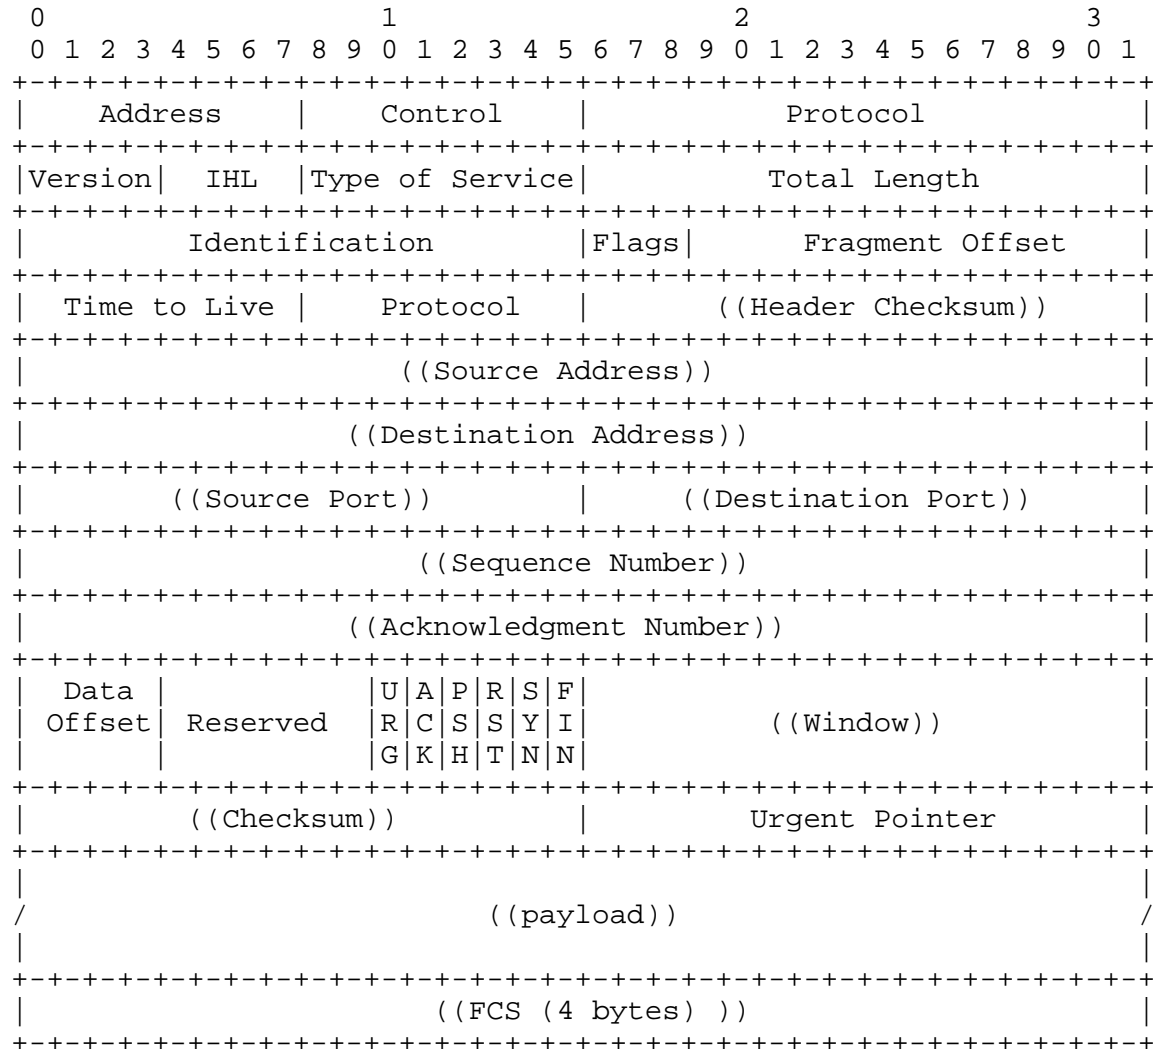 0                   1                   2                   3
 0 1 2 3 4 5 6 7 8 9 0 1 2 3 4 5 6 7 8 9 0 1 2 3 4 5 6 7 8 9 0 1
+-+-+-+-+-+-+-+-+-+-+-+-+-+-+-+-+-+-+-+-+-+-+-+-+-+-+-+-+-+-+-+-+
|    Address    |    Control    |           Protocol            |
+-+-+-+-+-+-+-+-+-+-+-+-+-+-+-+-+-+-+-+-+-+-+-+-+-+-+-+-+-+-+-+-+
|Version|  IHL  |Type of Service|          Total Length         |
+-+-+-+-+-+-+-+-+-+-+-+-+-+-+-+-+-+-+-+-+-+-+-+-+-+-+-+-+-+-+-+-+
|         Identification        |Flags|      Fragment Offset    |
+-+-+-+-+-+-+-+-+-+-+-+-+-+-+-+-+-+-+-+-+-+-+-+-+-+-+-+-+-+-+-+-+
|  Time to Live |    Protocol   |       ((Header Checksum))     |
+-+-+-+-+-+-+-+-+-+-+-+-+-+-+-+-+-+-+-+-+-+-+-+-+-+-+-+-+-+-+-+-+
|                     ((Source Address))                        |
+-+-+-+-+-+-+-+-+-+-+-+-+-+-+-+-+-+-+-+-+-+-+-+-+-+-+-+-+-+-+-+-+
|                  ((Destination Address))                      |
+-+-+-+-+-+-+-+-+-+-+-+-+-+-+-+-+-+-+-+-+-+-+-+-+-+-+-+-+-+-+-+-+
|        ((Source Port))        |     ((Destination Port))      |
+-+-+-+-+-+-+-+-+-+-+-+-+-+-+-+-+-+-+-+-+-+-+-+-+-+-+-+-+-+-+-+-+
|                      ((Sequence Number))                      |
+-+-+-+-+-+-+-+-+-+-+-+-+-+-+-+-+-+-+-+-+-+-+-+-+-+-+-+-+-+-+-+-+
|                  ((Acknowledgment Number))                    |
+-+-+-+-+-+-+-+-+-+-+-+-+-+-+-+-+-+-+-+-+-+-+-+-+-+-+-+-+-+-+-+-+
|  Data |           |U|A|P|R|S|F|                               |
| Offset| Reserved  |R|C|S|S|Y|I|          ((Window))           |
|       |           |G|K|H|T|N|N|                               |
+-+-+-+-+-+-+-+-+-+-+-+-+-+-+-+-+-+-+-+-+-+-+-+-+-+-+-+-+-+-+-+-+
|         ((Checksum))          |         Urgent Pointer        |
+-+-+-+-+-+-+-+-+-+-+-+-+-+-+-+-+-+-+-+-+-+-+-+-+-+-+-+-+-+-+-+-+
|                                                               |
/                          ((payload))                          /
|                                                               |
+-+-+-+-+-+-+-+-+-+-+-+-+-+-+-+-+-+-+-+-+-+-+-+-+-+-+-+-+-+-+-+-+
|                       ((FCS (4 bytes) ))                      |
+-+-+-+-+-+-+-+-+-+-+-+-+-+-+-+-+-+-+-+-+-+-+-+-+-+-+-+-+-+-+-+-+